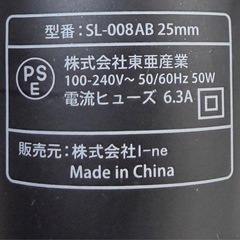 型番：SL-008AB 25mm
PS
E
株式会社東亜産業
100-240V~ 50/60Hz 50W
電流ヒューズ 6.3A
販売元：株式会社I-ne
Made in China